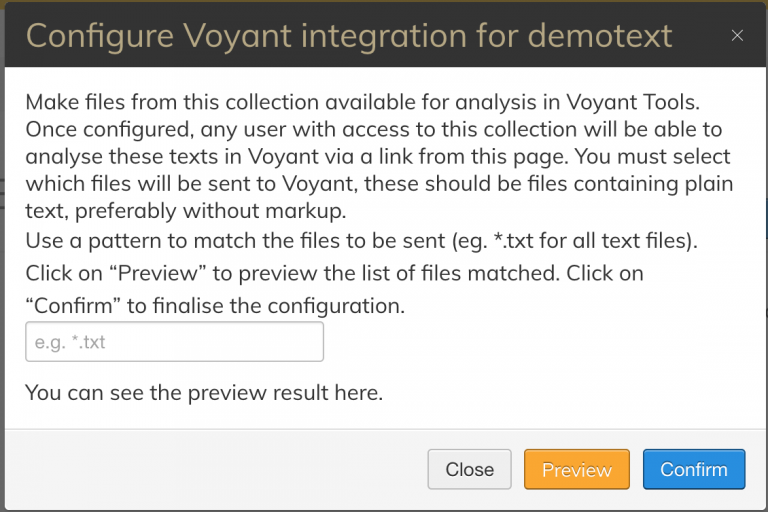 Configure Voyant integration for demotext
×
Make files from this collection available for analysis in Voyant Tools.
Once configured, any user with access to this collection will be able to
analyse these texts in Voyant via a link from this page. You must select
which files will be sent to Voyant, these should be files containing plain
text, preferably without markup.
Use a pattern to match the files to be sent (eg. *.txt for all text files).
Click on “Preview” to preview the list of files matched. Click on
“Confirm” to finalise the configuration.
e.g. *.txt
You can see the preview result here.
Close Preview Confirm